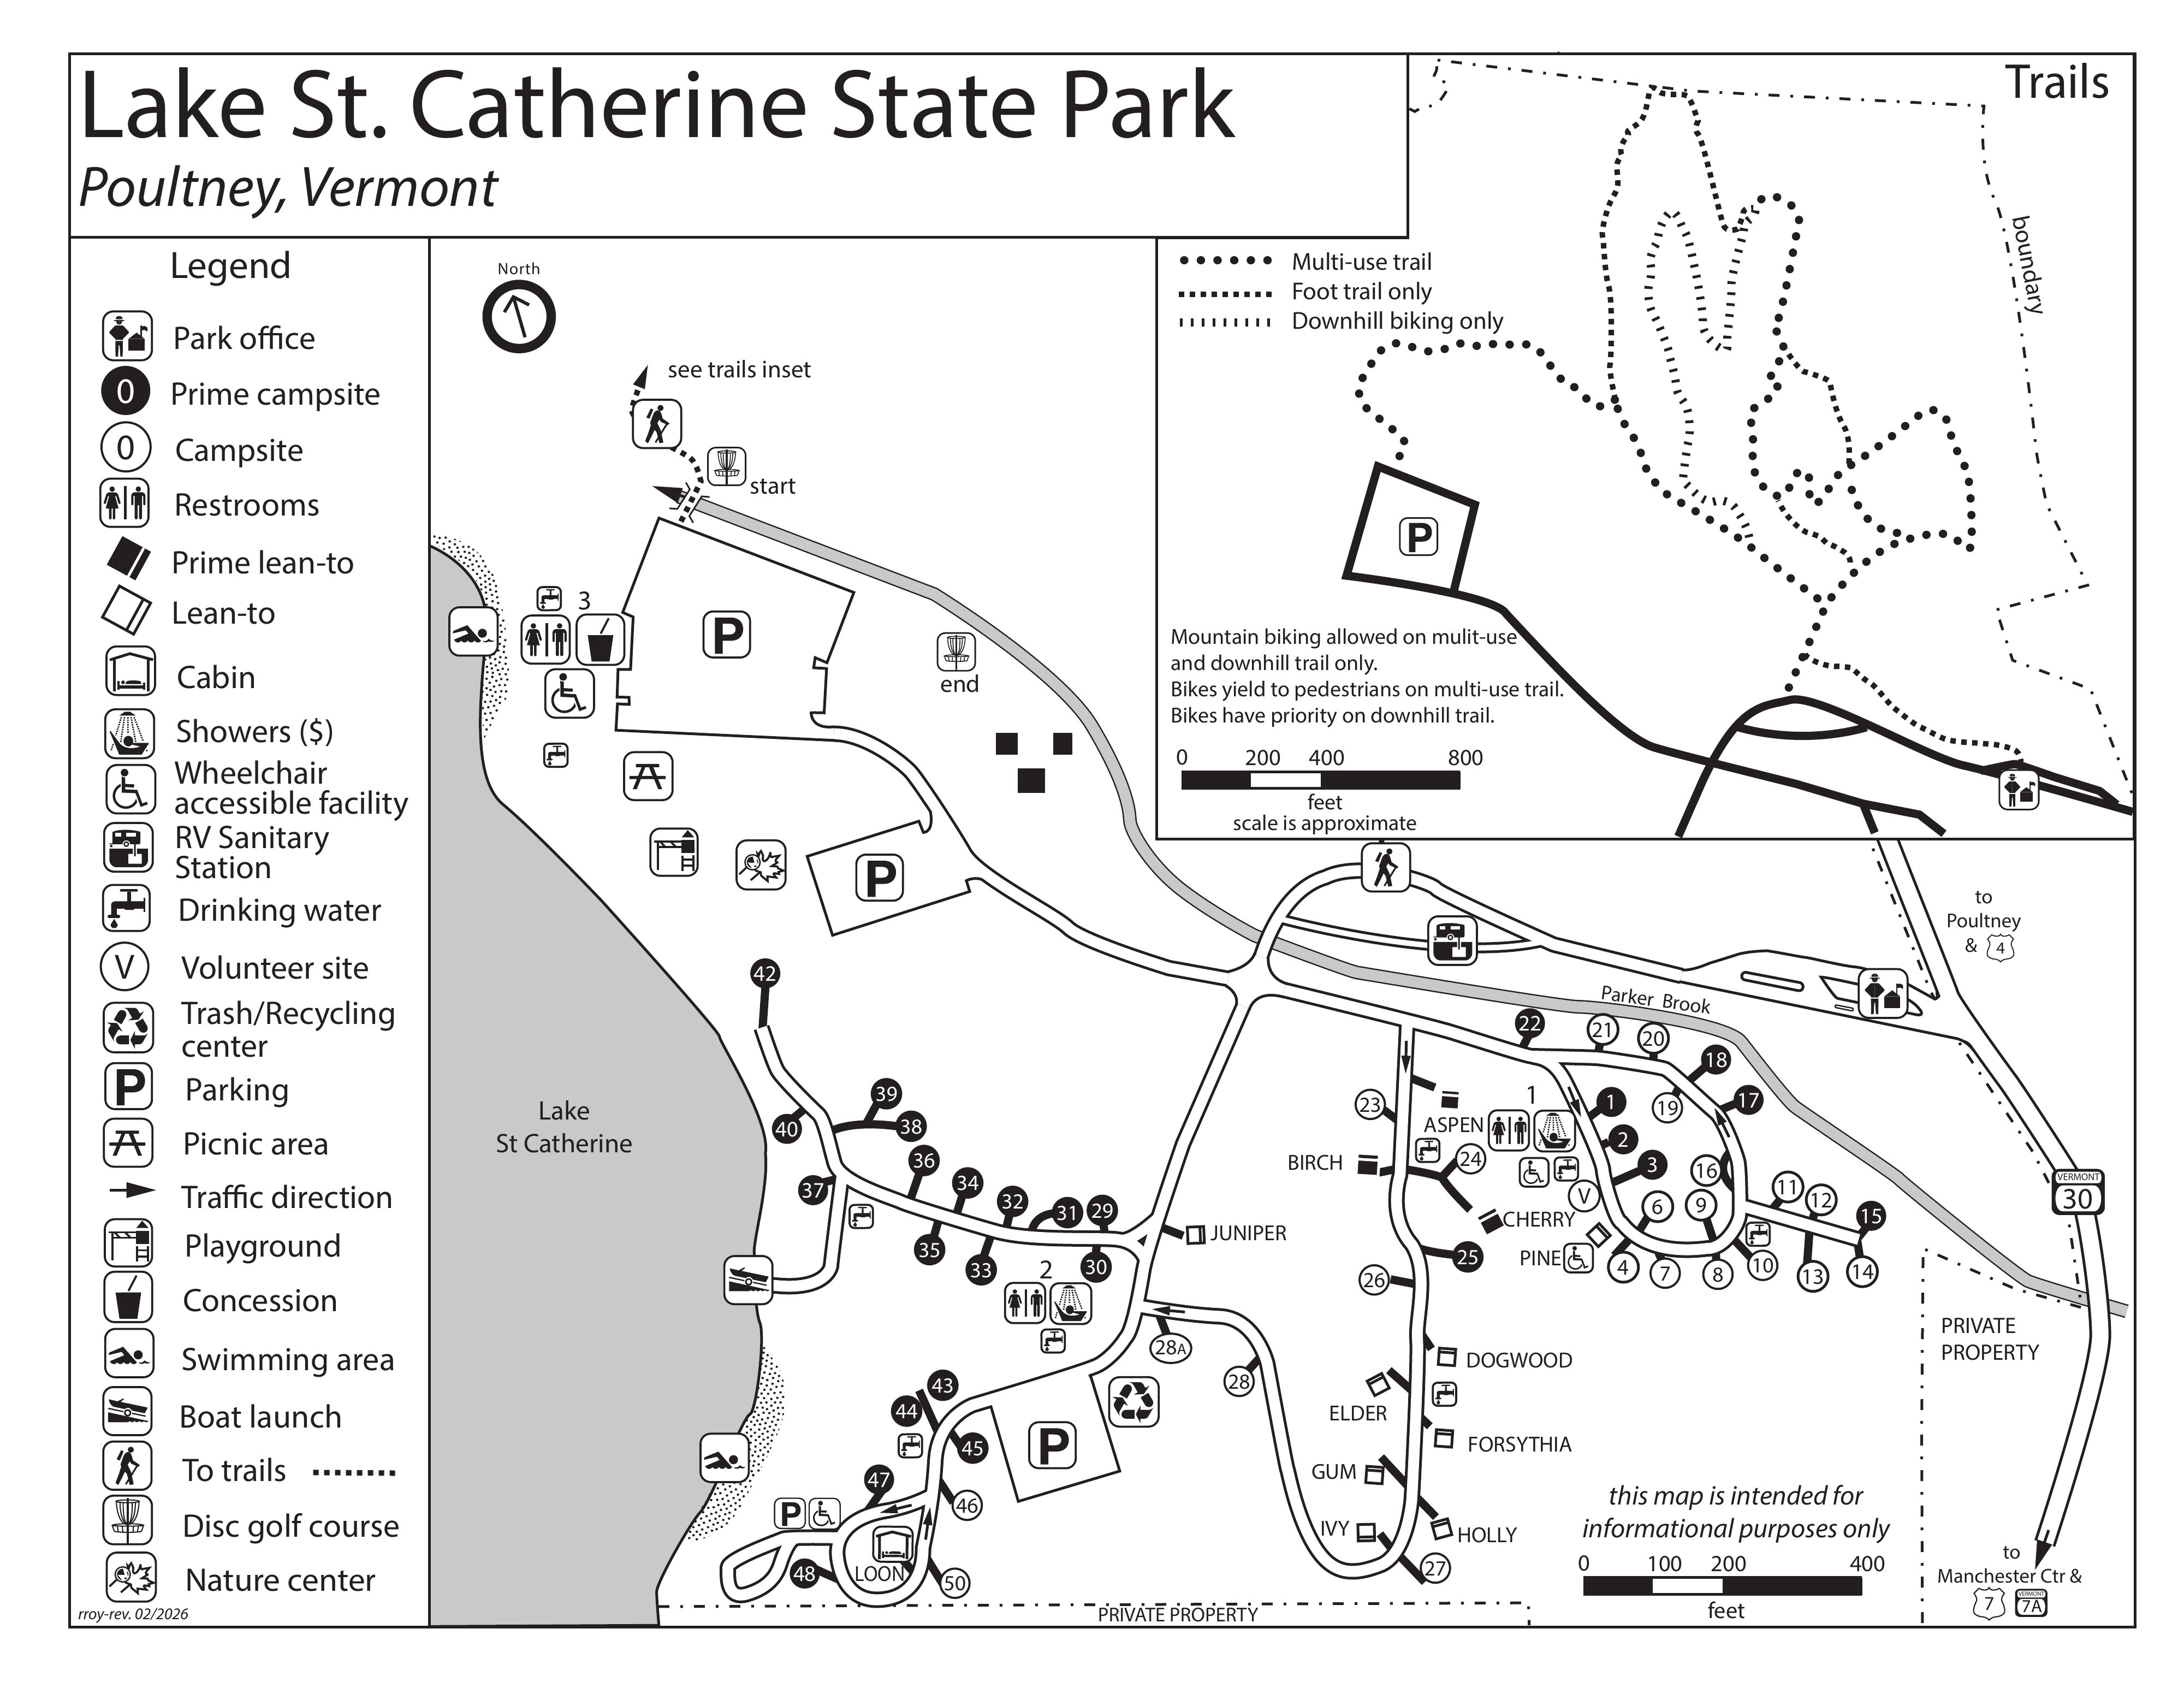 Lake St. Catherine State Park
Poultney, Vermont
Legend
Park office
0
Prime campsite
0
Campsite
Restrooms
Prime lean-to
Lean-to
Cabin
Showers ($)
Wheelchair
accessible facility
RV Sanitary
Station
Drinking water
V
Volunteer site
Trash/Recycling
center
P
Parking
Picnic area
Traffic direction
Playground
Concession
Swimming area
Boat launch
To trails
Disc golf course
Nature center
rroy-rev. 02/2026
North
see trails inset
start
3
P
end
P
Trails
boundary
Multi-use trail
Foot trail only
Downhill biking only
P
Mountain biking allowed on mulit-use
and downhill trail only.
Bikes yield to pedestrians on multi-use trail.
Bikes have priority on downhill trail.
0 200 400 800
feet
scale is approximate
to
Poultney
& 4
Parker Brook
Lake
St Catherine
42
39
38
40
36
34
37
32
31
29
35
33
30
2
JUNIPER
22
21
20
18
19
17
1
1
2
3
23
ASPEN
BIRCH
24
V
CHERRY
PINE
16
6
9
11
12
15
4
7
8
10
13
14
25
26
VERMONT
30
28A
28
DOGWOOD
ELDER
FORSYTHIA
GUM
IVY
HOLLY
27
43
44
45
P
47
46
P
LOON
48
50
PRIVATE PROPERTY
PRIVATE
PROPERTY
this map is intended for
informational purposes only
0 100 200 400
feet
to
Manchester Ctr &
7
VERMONT
7A